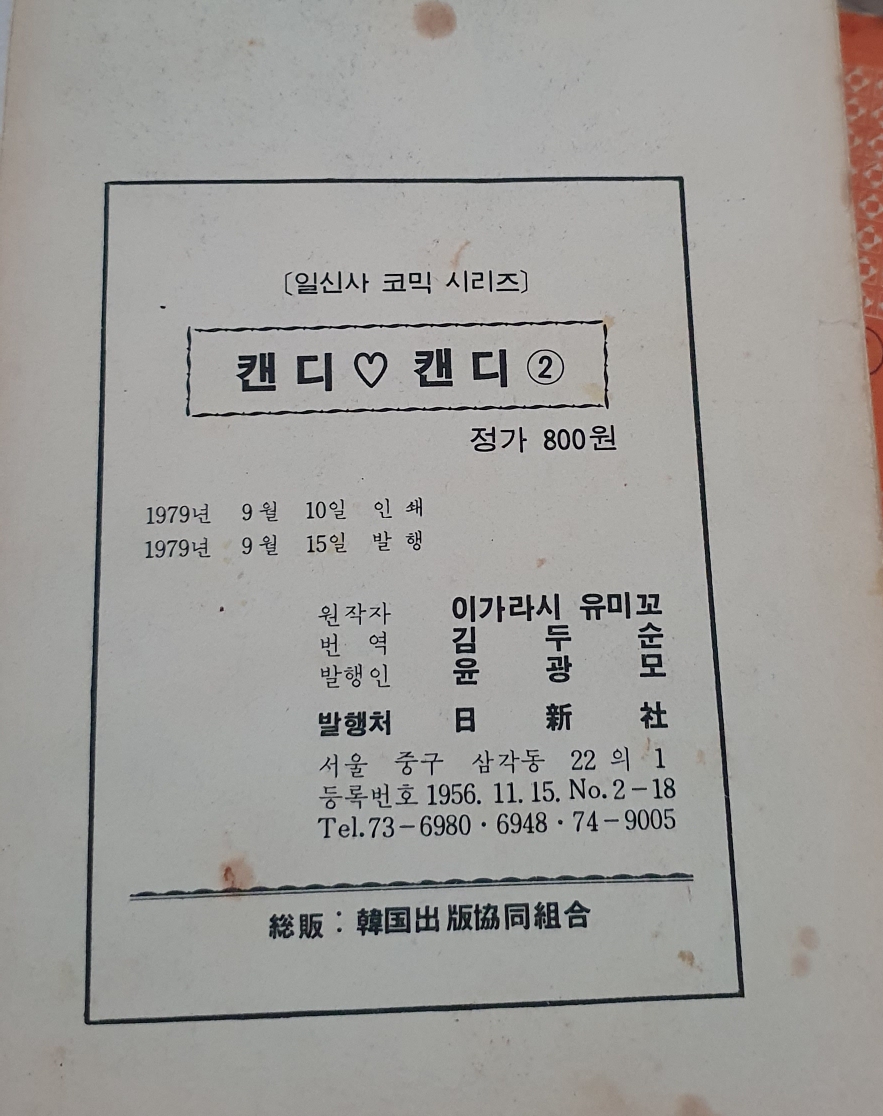 〔일신사 코믹 시리즈〕
캔디♡캔디②
정가 800원
1979년 9월 10일 인쇄
1979년 9월 15일 발행
원작자 이가라시 유미꼬
번역 김두순
발행인 윤광모
발행처 日新社
서울 중구 삼각동 22의 1
등록번호 1956. 11. 15. No. 2-18
Tel. 73-6980·6948·74-9005
総販:韓国出版協同組合